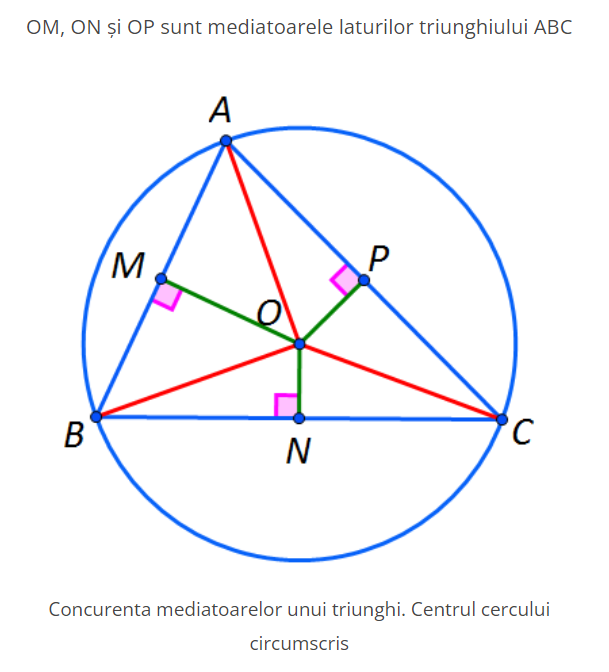 OM, ON și OP sunt mediatoarele laturilor triunghiului ABC
A
M
P
O
B
C
N
Concurenta mediatoarelor unui triunghi. Centrul cercului
circumscris